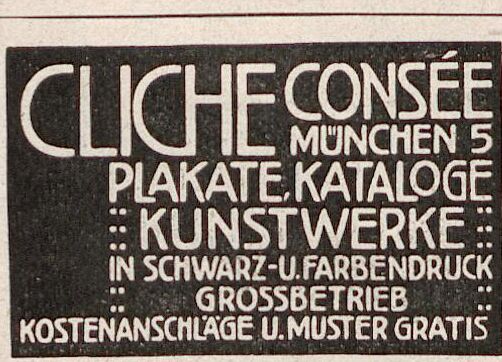 CLICHE CONSÉE
MÜNCHEN 5
PLAKATE, KATALOGE
:: KUNSTWERKE ::
IN SCHWARZ-U. FARBENDRUCK
:: GROSSBETRIEB ::
KOSTENANSCHLÄGE U. MUSTER GRATIS